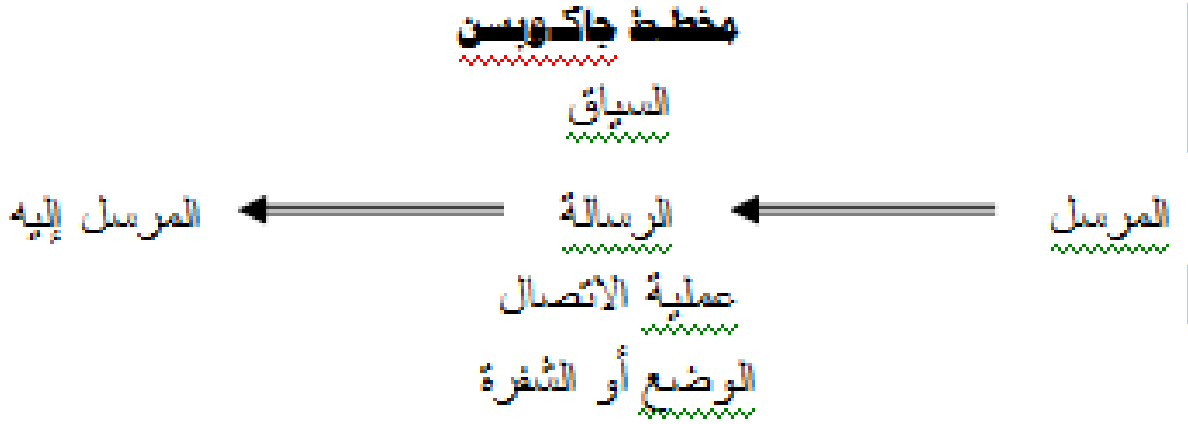 مخطط جاكوبسن
السياق
المرسل الرسالة المرسل إليه
عملية الاتصال
الوضع أو الشفرة